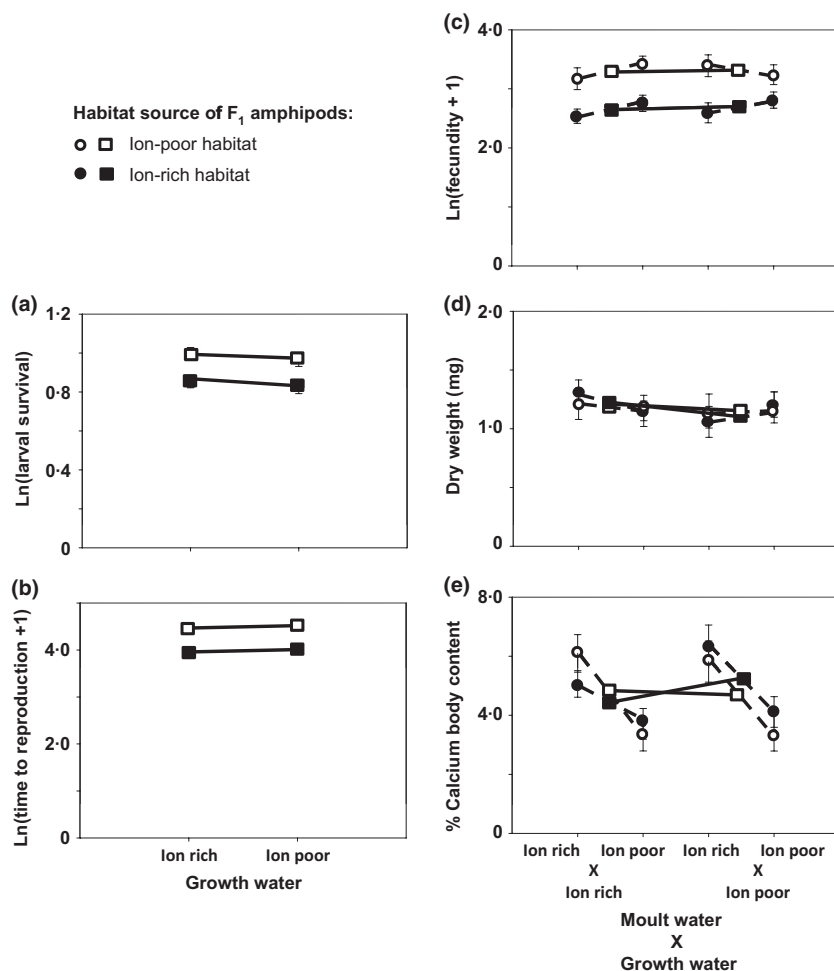 Habitat source of F₁ amphipods:
Ion-poor habitat
Ion-rich habitat
(a)
Ln(larval survival)
1·2
0·8
0·4
0
(b)
Ln(time to reproduction +1)
4·0
2·0
0
Ion rich Ion poor
Growth water
(c)
Ln(fecundity + 1)
4·0
2·0
0
(d)
Dry weight (mg)
2·0
1·0
0
(e)
% Calcium body content
8·0
4·0
0
Ion rich Ion poor Ion rich Ion poor
X X
Ion rich Ion poor
Moult water
X
Growth water